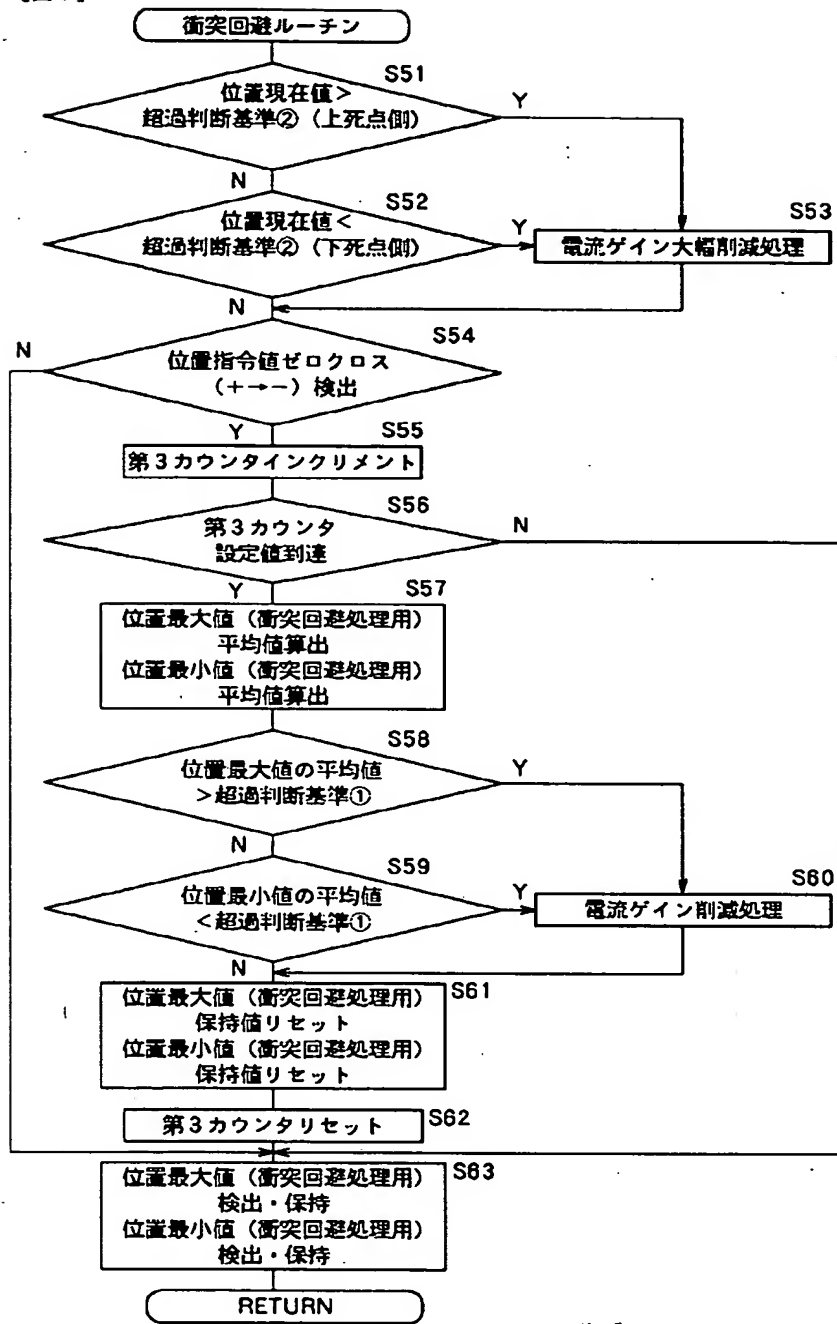 衝突回避ルーチン
S51
位置現在値>
超過判断基準②(上死点側)
Y
N
S52
位置現在値<
超過判断基準②(下死点側)
Y
S53
電流ゲイン大幅削減処理
N
S54
N
位置指令値ゼロクロス
(+→-)検出
Y
S55
第3カウンタインクリメント
S56
第3カウンタ
設定値到達
N
Y
S57
位置最大値(衝突回避処理用)
平均値算出
位置最小値(衝突回避処理用)
平均値算出
S58
位置最大値の平均値
>超過判断基準①
Y
N
S59
位置最小値の平均値
<超過判断基準①
Y
S60
電流ゲイン削減処理
N
S61
位置最大値(衝突回避処理用)
保持値リセット
位置最小値(衝突回避処理用)
保持値リセット
第3カウンタリセット
S62
S63
位置最大値(衝突回避処理用)
検出・保持
位置最小値(衝突回避処理用)
検出・保持
RETURN